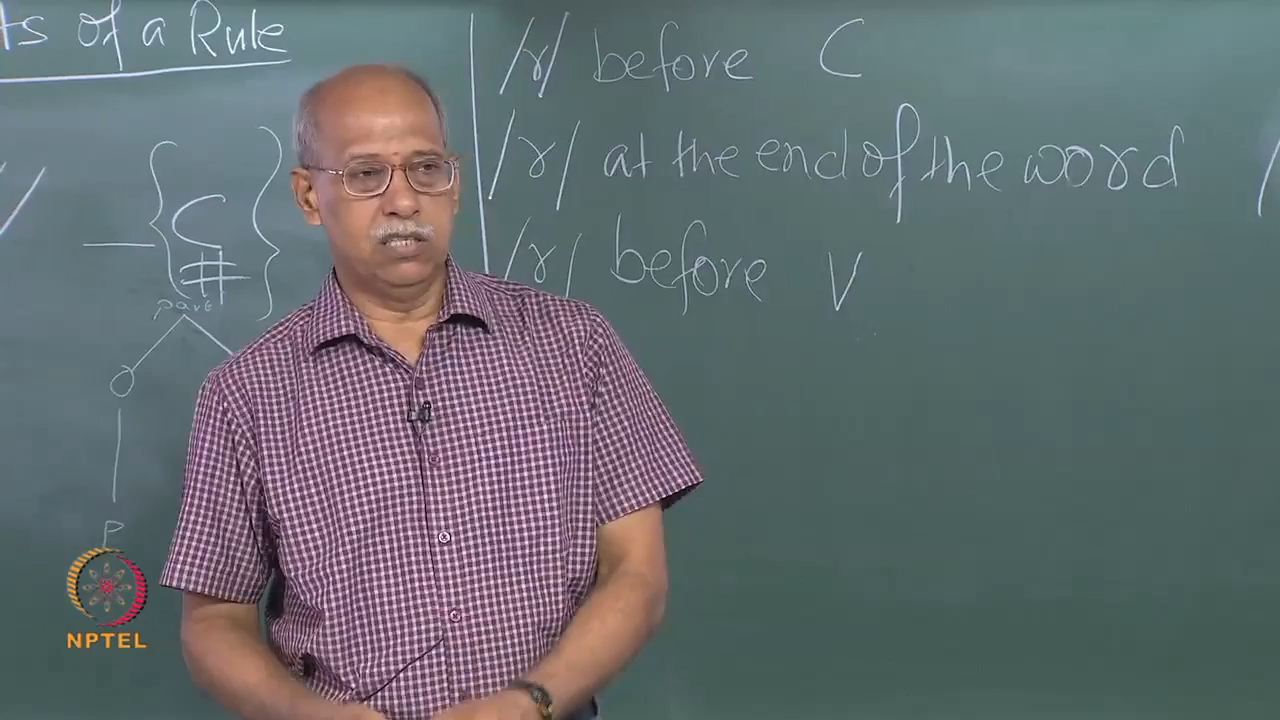 ts of a Rule
/r/ before C
/r/ at the end of the word
/r/ before V
/
{ C
# }
O
P
NPTEL